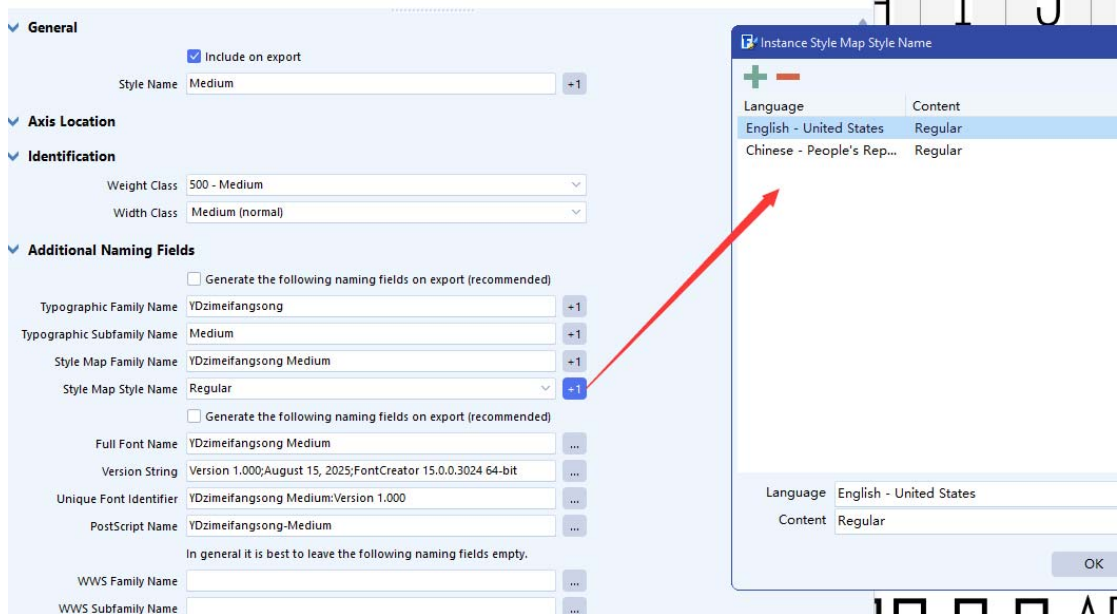 General
Include on export
Style Name Medium +1
Axis Location
Identification
Weight Class 500 - Medium
Width Class Medium (normal)
Additional Naming Fields
Generate the following naming fields on export (recommended)
Typographic Family Name YDzimeifangsong +1
Typographic Subfamily Name Medium +1
Style Map Family Name YDzimeifangsong Medium +1
Style Map Style Name Regular +1
Generate the following naming fields on export (recommended)
Full Font Name YDzimeifangsong Medium ...
Version String Version 1.000;August 15, 2025;FontCreator 15.0.0.3024 64-bit ...
Unique Font Identifier YDzimeifangsong Medium:Version 1.000 ...
PostScript Name YDzimeifangsong-Medium ...
In general it is best to leave the following naming fields empty.
WWS Family Name ...
WWS Subfamily Name ...
I J
Instance Style Map Style Name
Language Content
English - United States Regular
Chinese - People's Rep... Regular
Language English - United States
Content Regular
OK